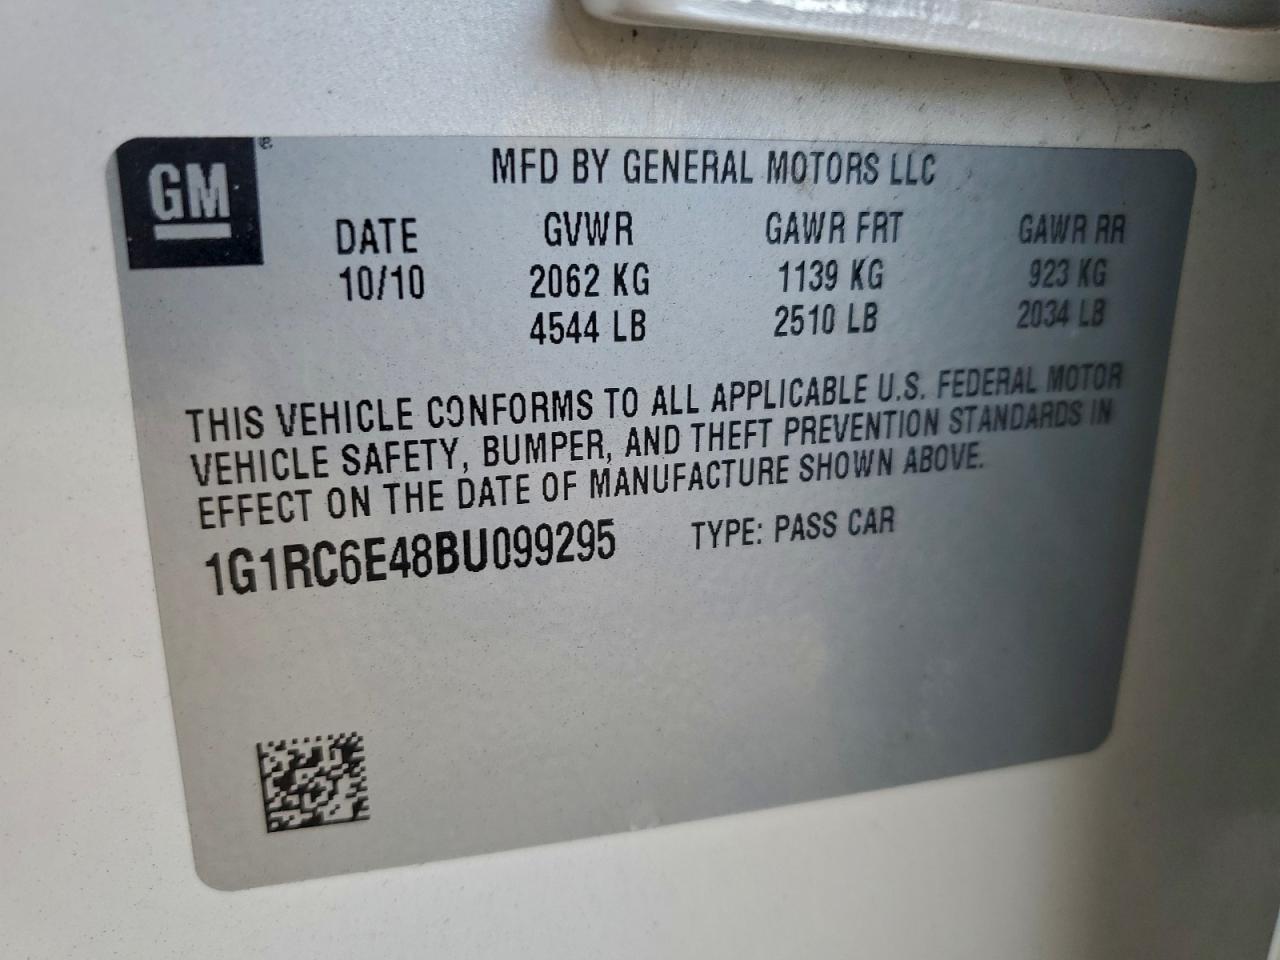 GM ®
MFD BY GENERAL MOTORS LLC
DATE GVWR GAWR FRT GAWR RR
10/10 2062 KG 1139 KG 923 KG
4544 LB 2510 LB 2034 LB
THIS VEHICLE CONFORMS TO ALL APPLICABLE U.S. FEDERAL MOTOR
VEHICLE SAFETY, BUMPER, AND THEFT PREVENTION STANDARDS IN
EFFECT ON THE DATE OF MANUFACTURE SHOWN ABOVE.
1G1RC6E48BU099295 TYPE: PASS CAR